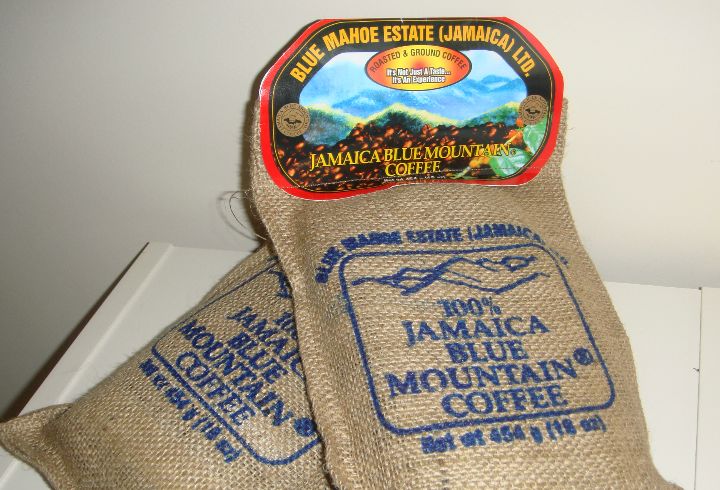 BLUE MAHOE ESTATE (JAMAICA) LTD.
ROASTED & GROUND COFFEE
It's Not Just A Taste...
It's An Experience
JAMAICA BLUE MOUNTAIN®
COFFEE
BLUE MAHOE ESTATE (JAMAICA)
100%
JAMAICA
BLUE
MOUNTAIN®
COFFEE
Net wt 454 g (16 oz)
100%
JAMAICA
BLUE
MOUNTAIN®
COFFEE
Net wt 454 g (16 oz)